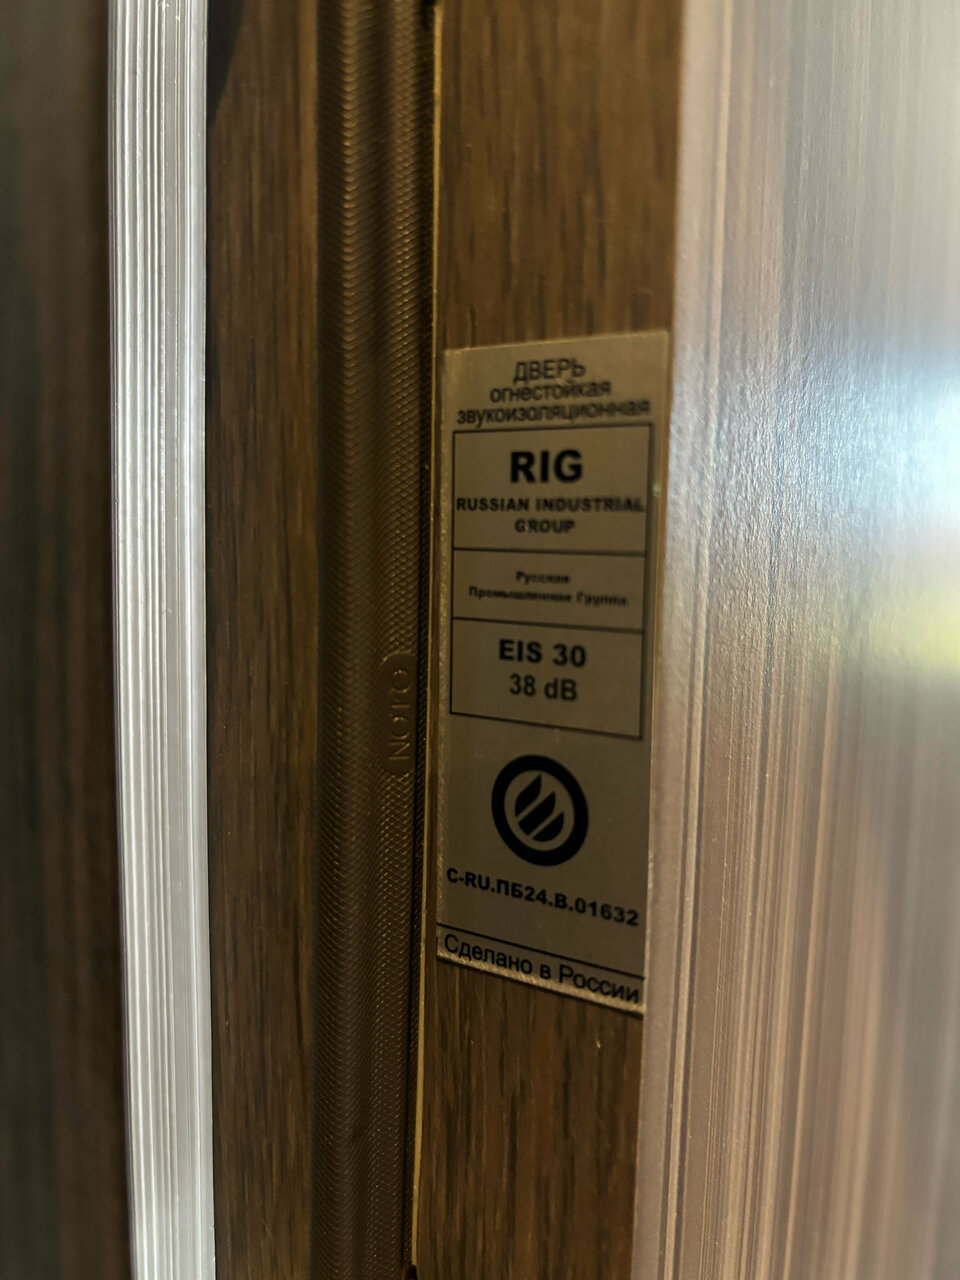 ДВЕРЬ
огнестойкая
звукоизоляционная
RIG
RUSSIAN INDUSTRIAL
GROUP
Русская
Промышленная Группа
EIS 30
38 dB
C-RU.ПБ24.В.01632
Сделано в России